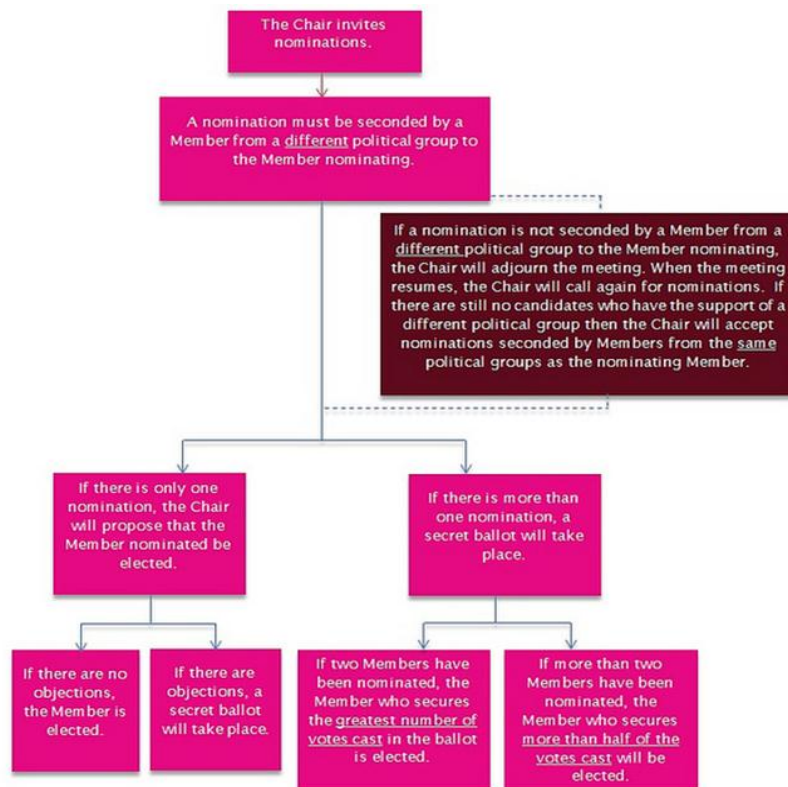 The Chair invites
nominations.
A nomination must be seconded by a
Member from a different political group to
the Member nominating.
If a nomination is not seconded by a Member from a
different political group to the Member nominating,
the Chair will adjourn the meeting. When the meeting
resumes, the Chair will call again for nominations. If
there are still no candidates who have the support of a
different political group then the Chair will accept
nominations seconded by Members from the same
political groups as the nominating Member.
If there is only one
nomination, the Chair
will propose that the
Member nominated be
elected.
If there is more than
one nomination, a
secret ballot will take
place.
If there are no
objections,
the Member is
elected.
If there are
objections, a
secret ballot
will take place.
If two Members have
been nominated, the
Member who secures
the greatest number of
votes cast in the ballot
is elected.
If more than two
Members have been
nominated, the
Member who secures
more than half of the
votes cast will be
elected.